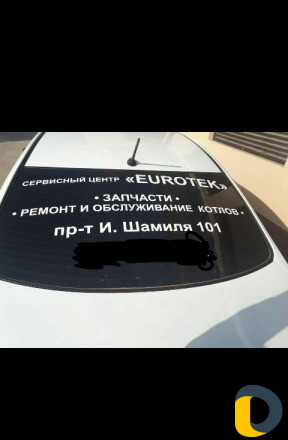 СЕРВИСНЫЙ ЦЕНТР «EUROTEK»
• ЗАПЧАСТИ •
• РЕМОНТ И ОБСЛУЖИВАНИЕ КОТЛОВ •
пр-т И. Шамиля 101